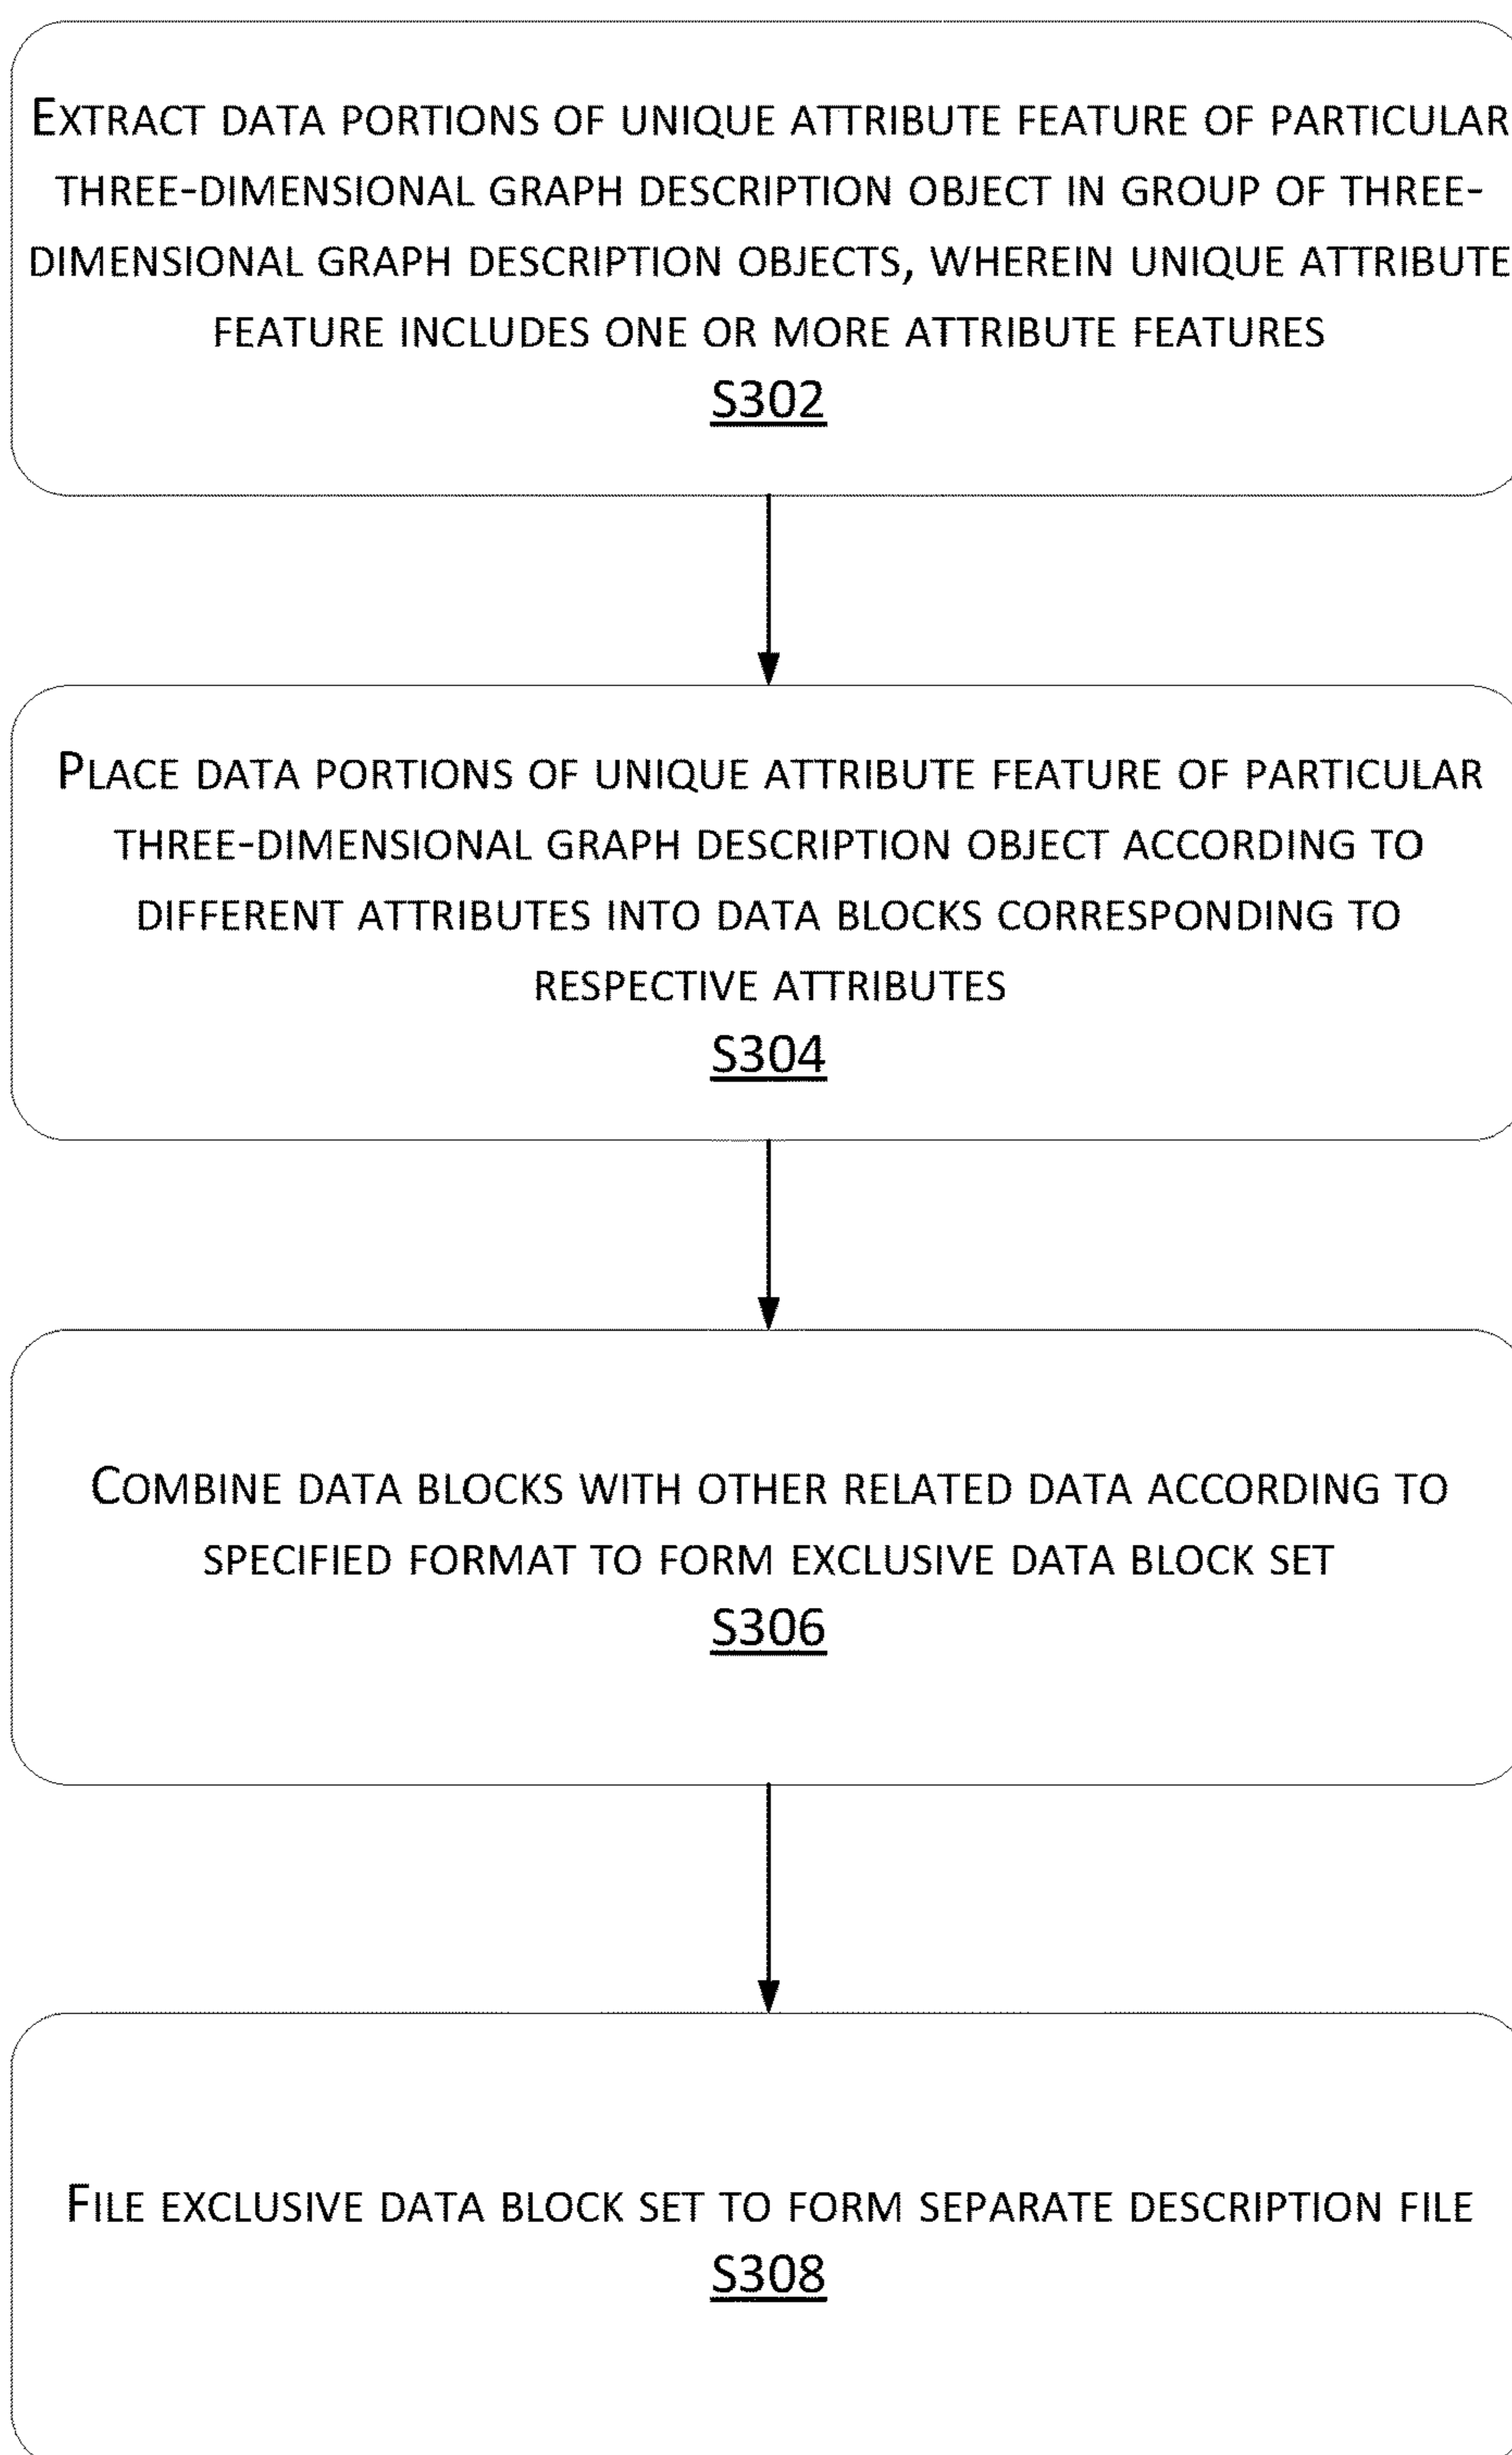 EXTRACT DATA PORTIONS OF UNIQUE ATTRIBUTE FEATURE OF PARTICULAR
THREE-DIMENSIONAL GRAPH DESCRIPTION OBJECT IN GROUP OF THREE-
DIMENSIONAL GRAPH DESCRIPTION OBJECTS, WHEREIN UNIQUE ATTRIBUTE
FEATURE INCLUDES ONE OR MORE ATTRIBUTE FEATURES
S302
PLACE DATA PORTIONS OF UNIQUE ATTRIBUTE FEATURE OF PARTICULAR
THREE-DIMENSIONAL GRAPH DESCRIPTION OBJECT ACCORDING TO
DIFFERENT ATTRIBUTES INTO DATA BLOCKS CORRESPONDING TO
RESPECTIVE ATTRIBUTES
S304
COMBINE DATA BLOCKS WITH OTHER RELATED DATA ACCORDING TO
SPECIFIED FORMAT TO FORM EXCLUSIVE DATA BLOCK SET
S306
FILE EXCLUSIVE DATA BLOCK SET TO FORM SEPARATE DESCRIPTION FILE
S308